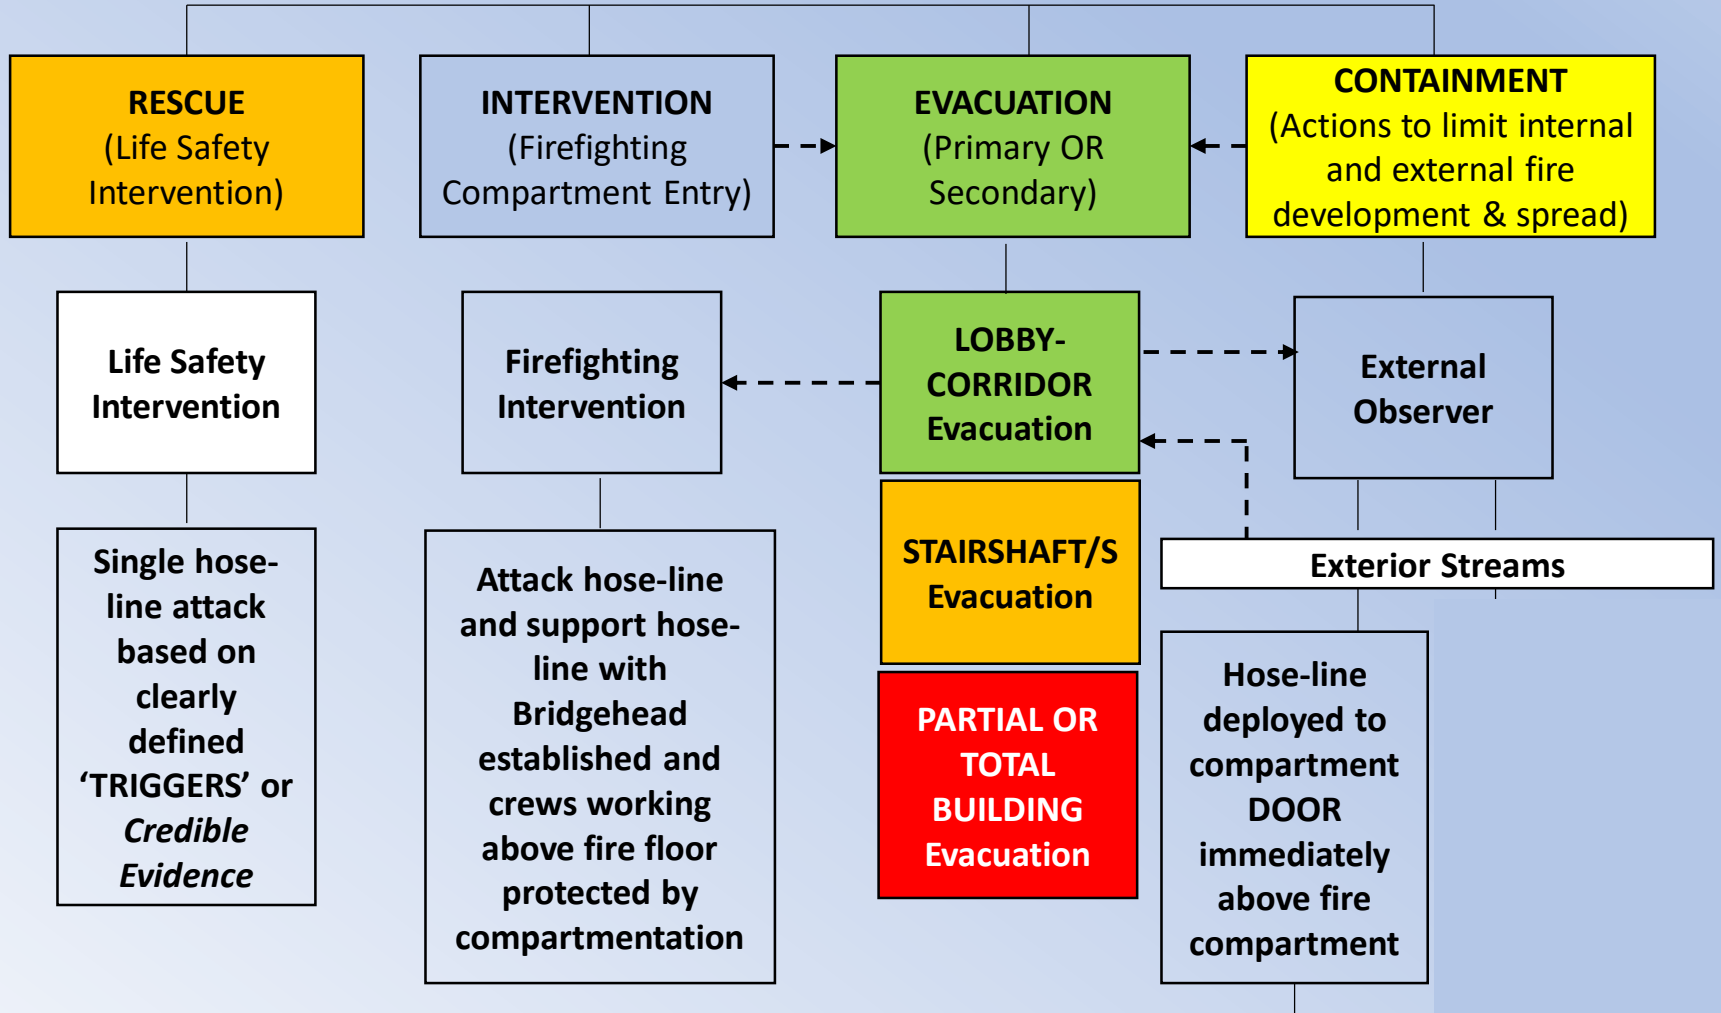 RESCUE
(Life Safety
Intervention)
INTERVENTION
(Firefighting
Compartment Entry)
EVACUATION
(Primary OR
Secondary)
CONTAINMENT
(Actions to limit internal
and external fire
development & spread)
Life Safety
Intervention
Firefighting
Intervention
LOBBY-
CORRIDOR
Evacuation
External
Observer
Single hose-
line attack
based on
clearly
defined
‘TRIGGERS’ or
Credible
Evidence
Attack hose-line
and support hose-
line with
Bridgehead
established and
crews working
above fire floor
protected by
compartmentation
STAIRSHAFT/S
Evacuation
PARTIAL OR
TOTAL
BUILDING
Evacuation
Exterior Streams
Hose-line
deployed to
compartment
DOOR
immediately
above fire
compartment